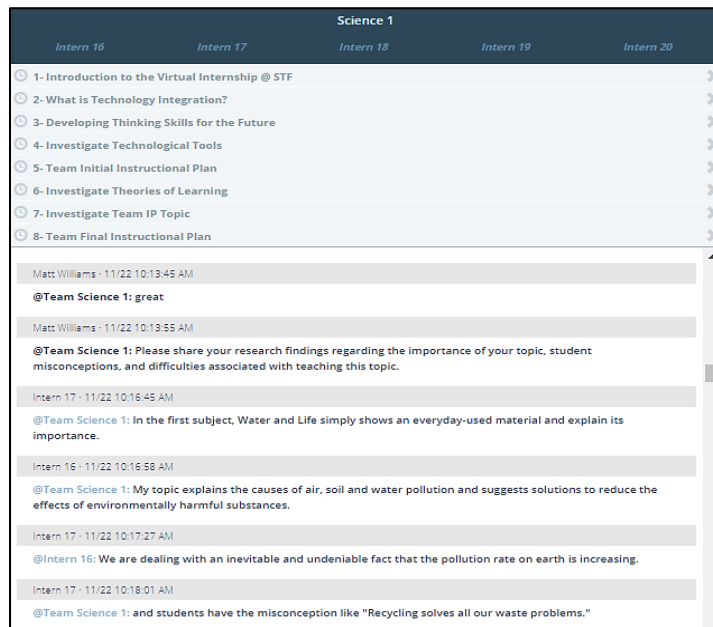 Science 1
Intern 16 Intern 17 Intern 18 Intern 19 Intern 20
1- Introduction to the Virtual Internship @ STF
2- What is Technology Integration?
3- Developing Thinking Skills for the Future
4- Investigate Technological Tools
5- Team Initial Instructional Plan
6- Investigate Theories of Learning
7- Investigate Team IP Topic
8- Team Final Instructional Plan
Matt Williams - 11/22 10:13:45 AM
@Team Science 1: great
Matt Williams - 11/22 10:13:55 AM
@Team Science 1: Please share your research findings regarding the importance of your topic, student
misconceptions, and difficulties associated with teaching this topic.
Intern 17 - 11/22 10:16:45 AM
@Team Science 1: In the first subject, Water and Life simply shows an everyday-used material and explain its
importance.
Intern 16 - 11/22 10:16:58 AM
@Team Science 1: My topic explains the causes of air, soil and water pollution and suggests solutions to reduce the
effects of environmentally harmful substances.
Intern 17 - 11/22 10:17:27 AM
@Intern 16: We are dealing with an inevitable and undeniable fact that the pollution rate on earth is increasing.
Intern 17 - 11/22 10:18:01 AM
@Team Science 1: and students have the misconception like "Recycling solves all our waste problems."